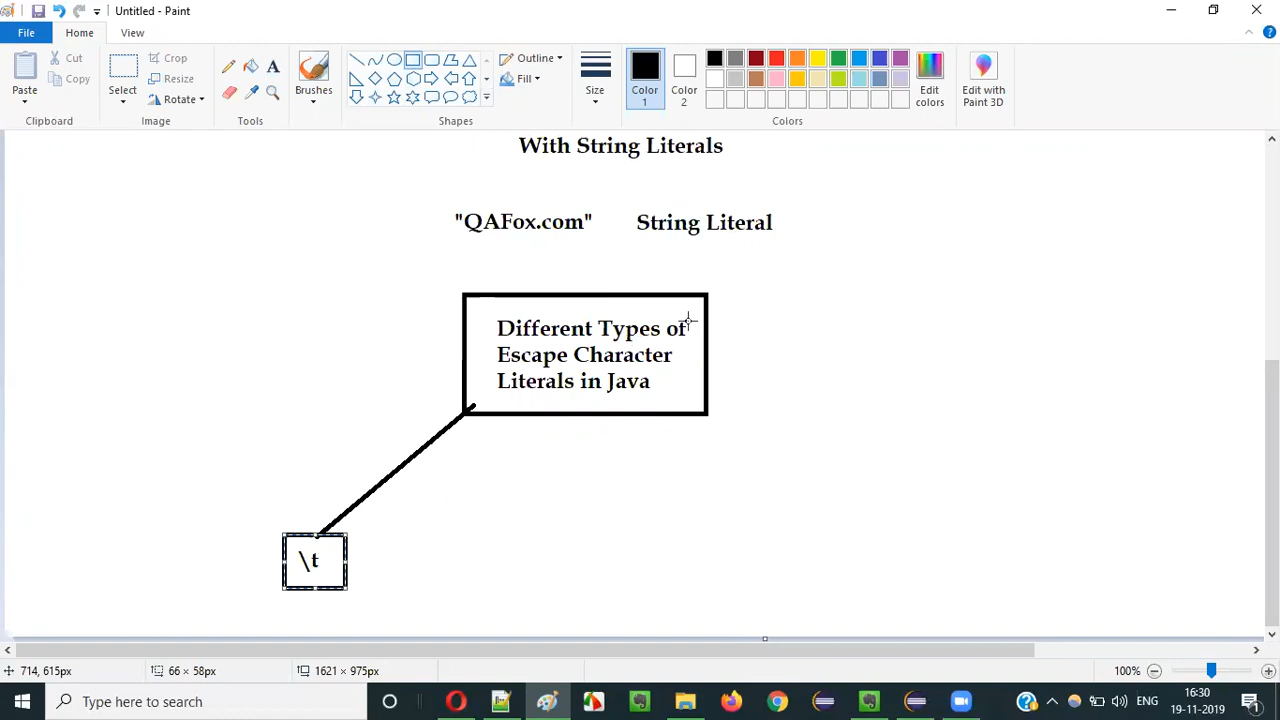 Untitled - Paint
File
Home
View
Paste
Cut
Copy
Clipboard
Select
Crop
Resize
Rotate
Image
Tools
Brushes
Shapes
Outline
Fill
Size
Color 1
Color 2
Colors
Edit colors
Edit with Paint 3D
With String Literals
"QAFox.com" String Literal
Different Types of
Escape Character
Literals in Java
\t
714, 615px
66 × 58px
1621 × 975px
100%
Type here to search
ENG
16:30
19-11-2019